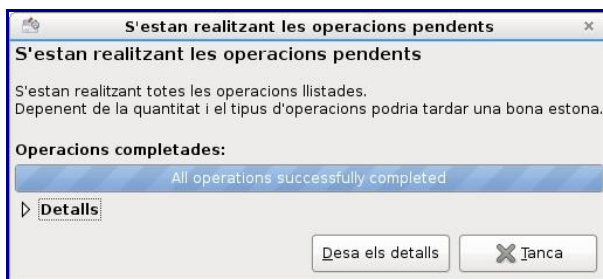 S'estan realitzant les operacions pendents
S'estan realitzant les operacions pendents
S'estan realitzant totes les operacions llistades.
Depenent de la quantitat i el tipus d'operacions podria tardar una bona estona.
Operacions completades:
All operations successfully completed
Detalls
Desa els detalls
Tanca